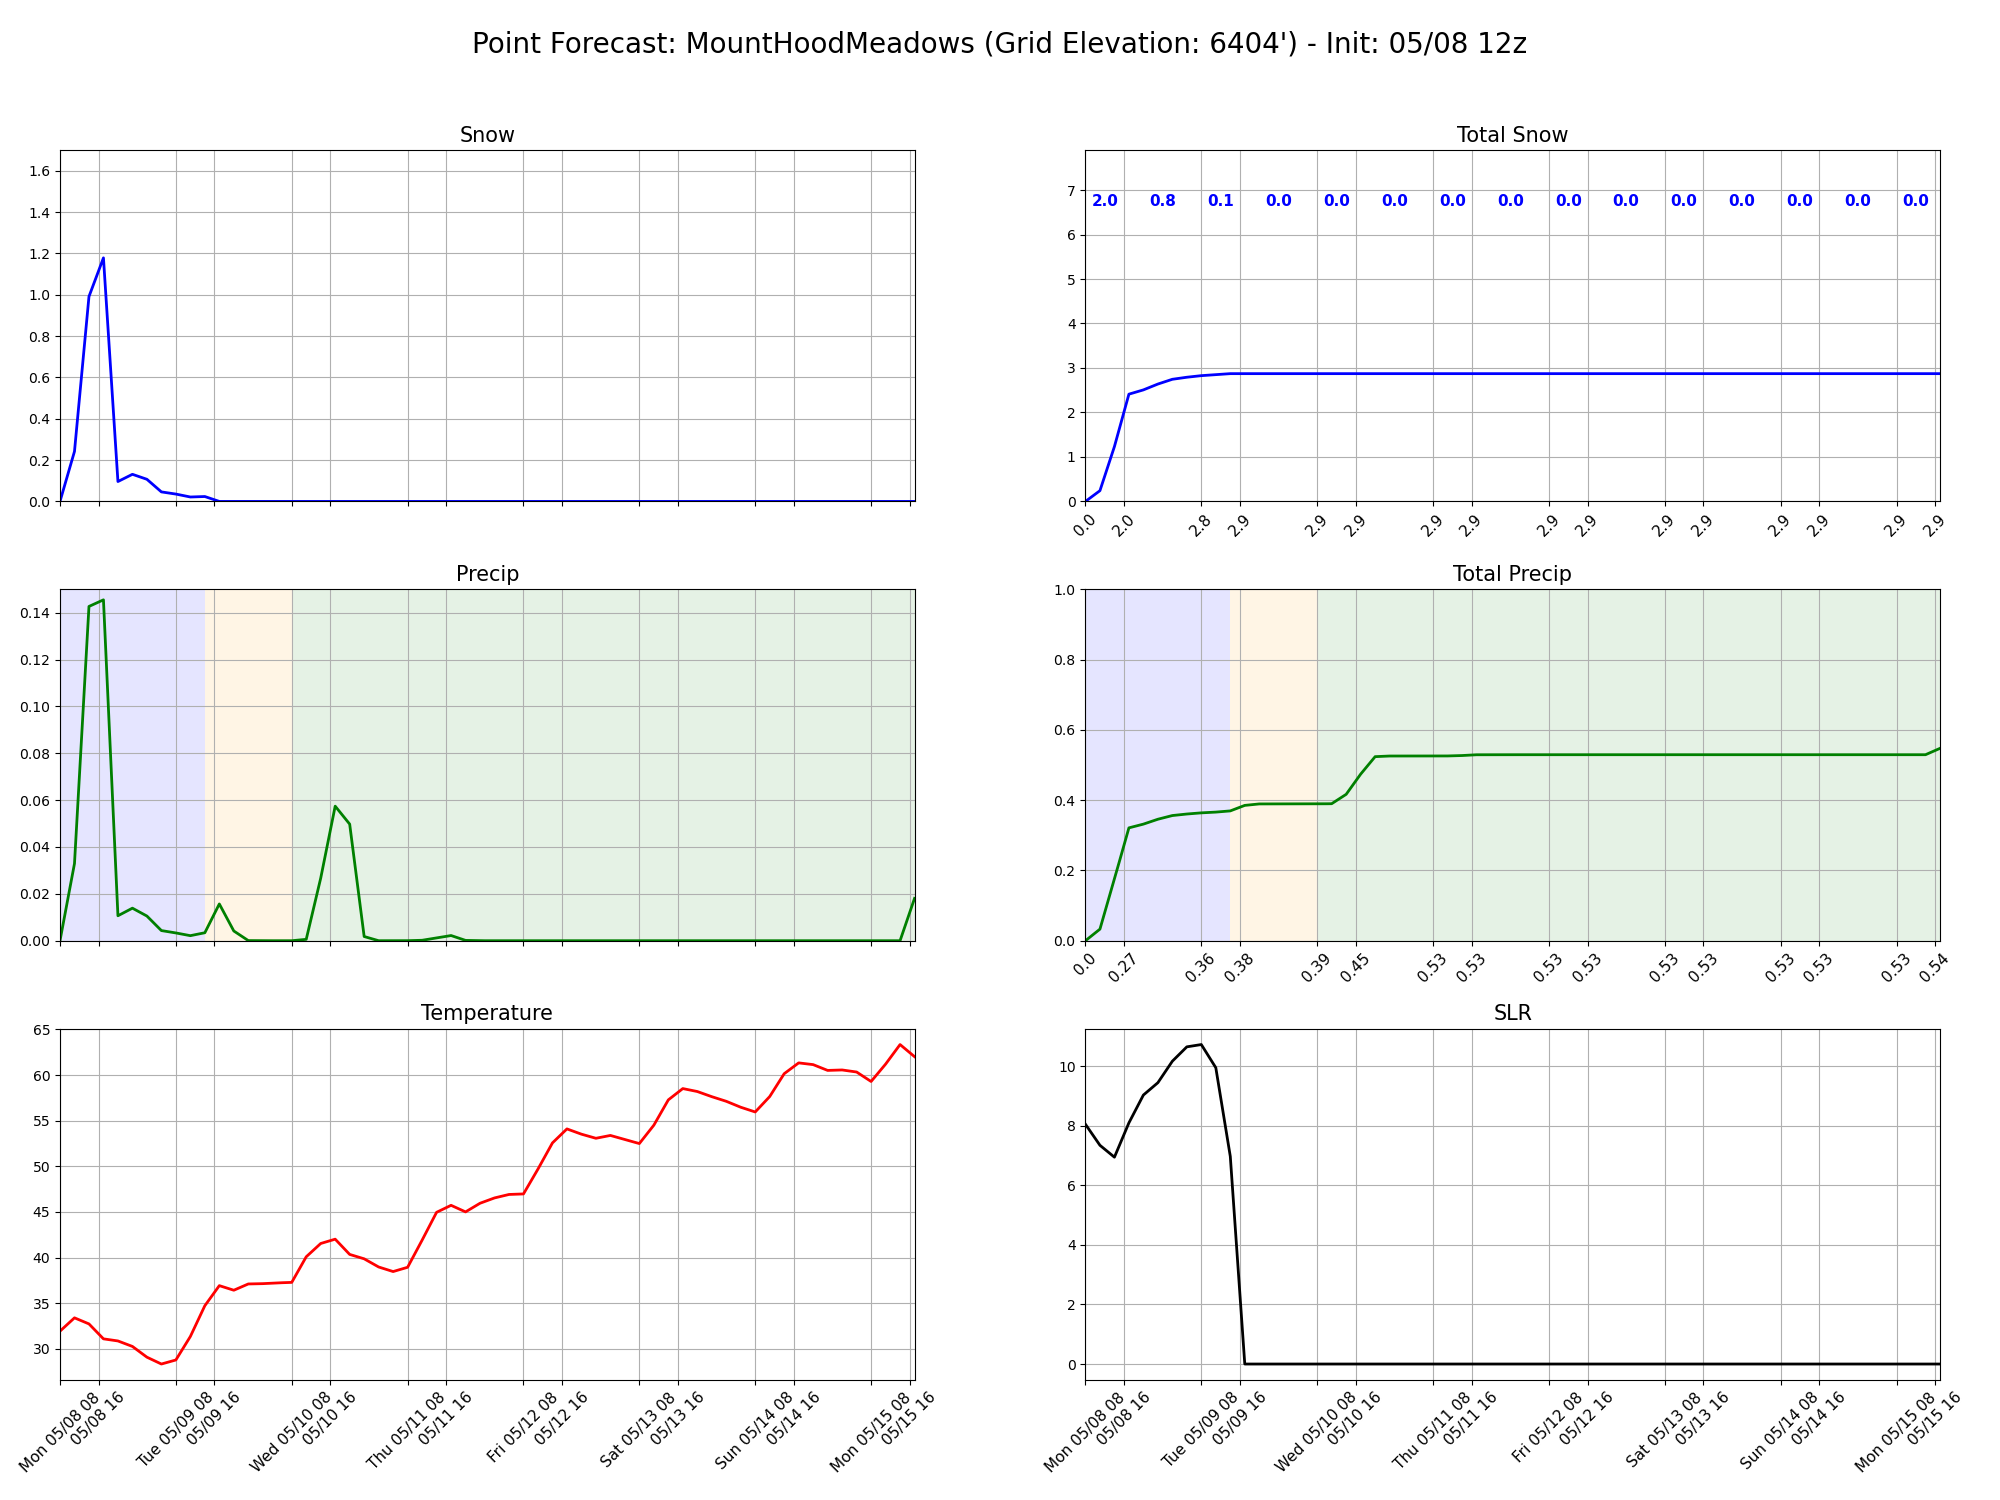 Point Forecast: MountHoodMeadows (Grid Elevation: 6404') - Init: 05/08 12z
Snow
1.6
1.4
1.2
1.0
0.8
0.6
0.4
0.2
0.0
Total Snow
7
6
5
4
3
2
1
0
2.0 0.8 0.1 0.0 0.0 0.0 0.0 0.0 0.0 0.0 0.0 0.0 0.0 0.0 0.0
0.0 2.0 2.8 2.9 2.9 2.9 2.9 2.9 2.9 2.9 2.9 2.9 2.9 2.9 2.9 2.9
Precip
0.14
0.12
0.10
0.08
0.06
0.04
0.02
0.00
Total Precip
1.0
0.8
0.6
0.4
0.2
0.0
0.0 0.27 0.36 0.38 0.39 0.45 0.53 0.53 0.53 0.53 0.53 0.53 0.53 0.53 0.53 0.54
Temperature
65
60
55
50
45
40
35
30
Mon 05/08 08
05/08 16
Tue 05/09 08
05/09 16
Wed 05/10 08
05/10 16
Thu 05/11 08
05/11 16
Fri 05/12 08
05/12 16
Sat 05/13 08
05/13 16
Sun 05/14 08
05/14 16
Mon 05/15 08
05/15 16
SLR
10
8
6
4
2
0
Mon 05/08 08
05/08 16
Tue 05/09 08
05/09 16
Wed 05/10 08
05/10 16
Thu 05/11 08
05/11 16
Fri 05/12 08
05/12 16
Sat 05/13 08
05/13 16
Sun 05/14 08
05/14 16
Mon 05/15 08
05/15 16